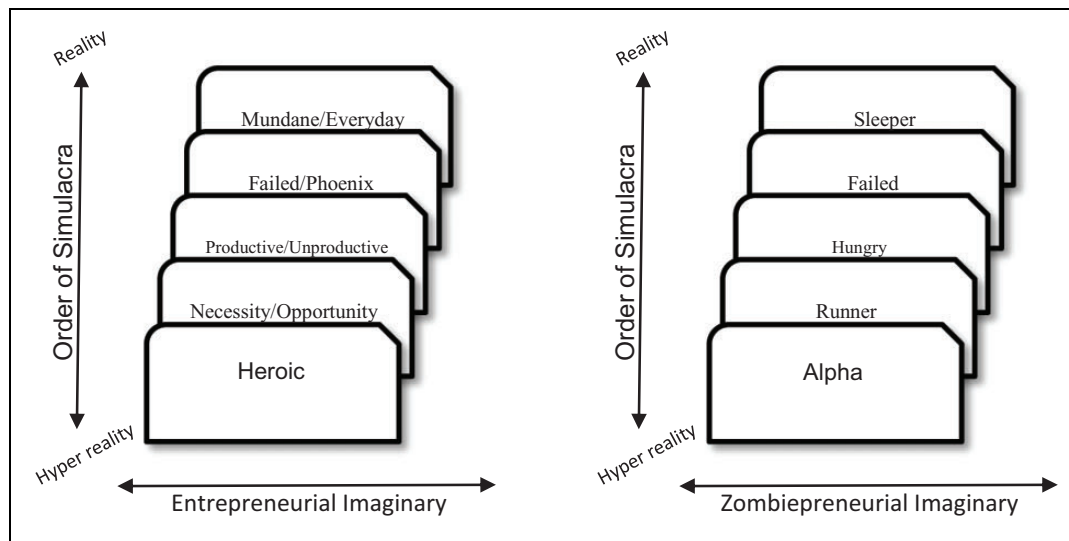 Reality
Order of Simulacra
Mundane/Everyday
Failed/Phoenix
Productive/Unproductive
Necessity/Opportunity
Heroic
Hyper reality
Entrepreneurial Imaginary
Reality
Order of Simulacra
Sleeper
Failed
Hungry
Runner
Alpha
Hyper reality
Zombiepreneurial Imaginary